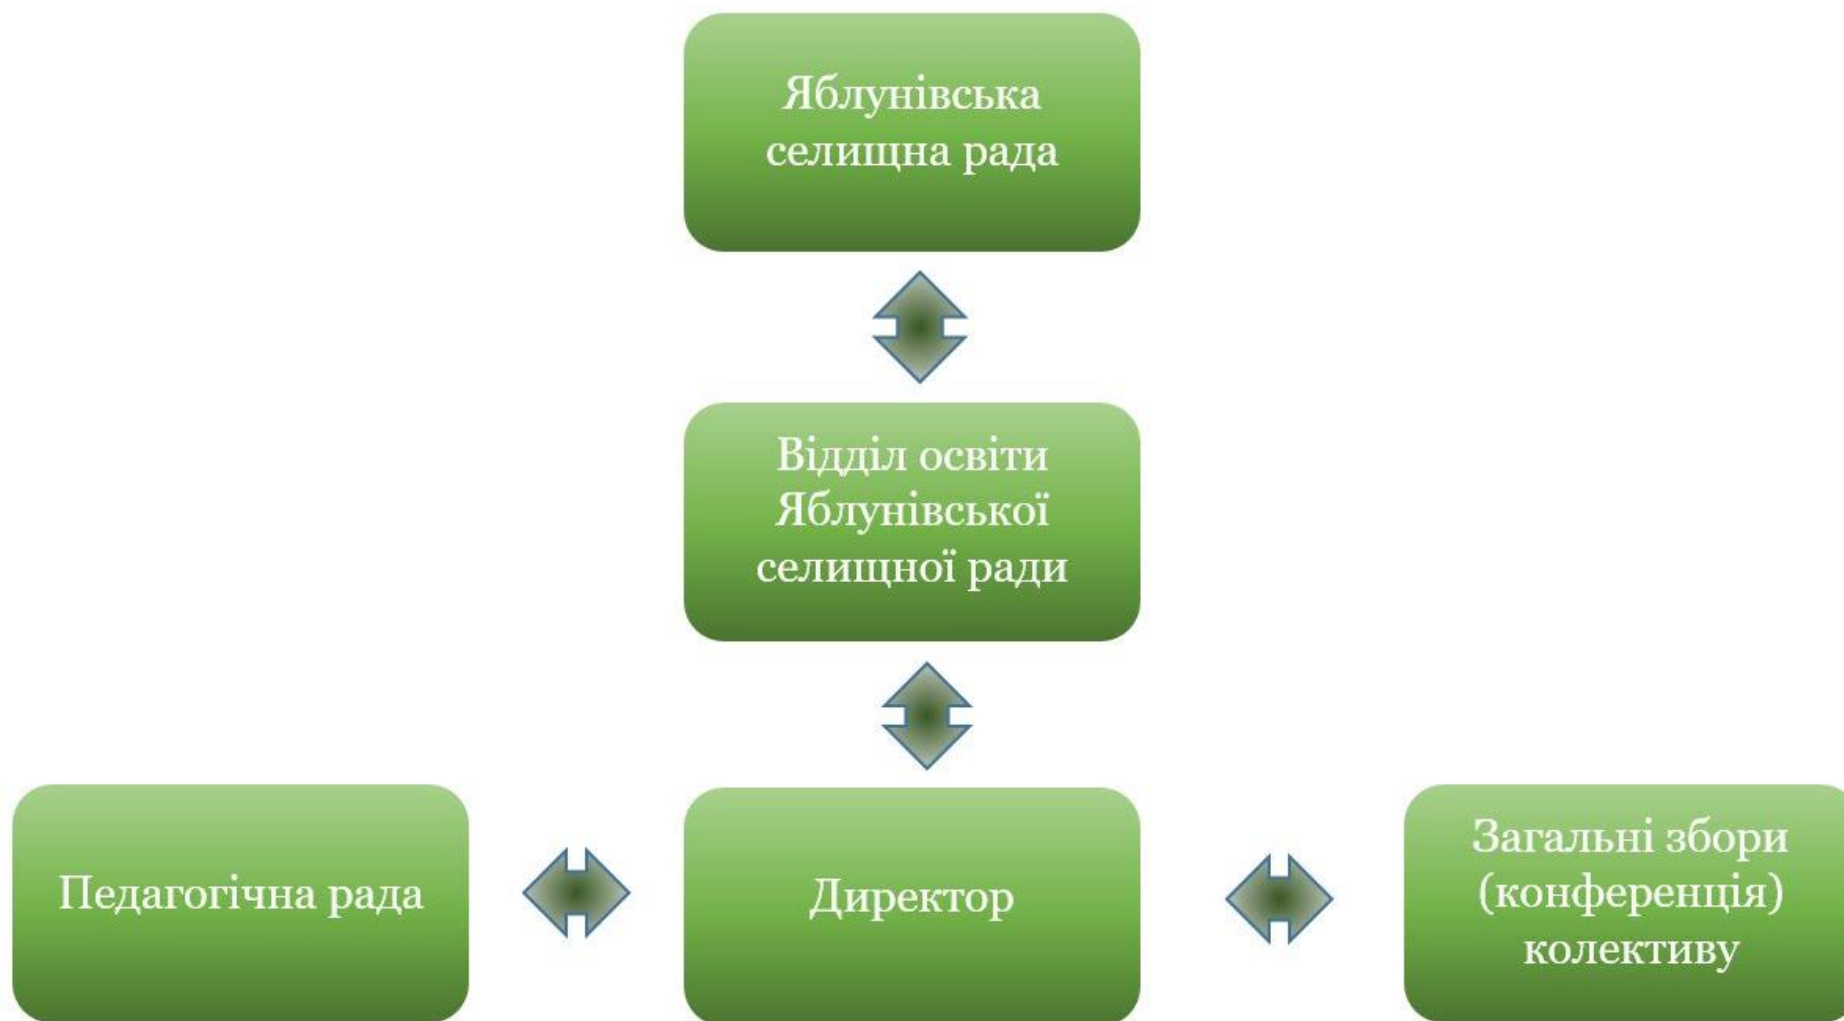 Яблунівська
селищна рада
Відділ освіти
Яблунівської
селищної ради
Педагогічна рада
Директор
Загальні збори
(конференція)
колективу